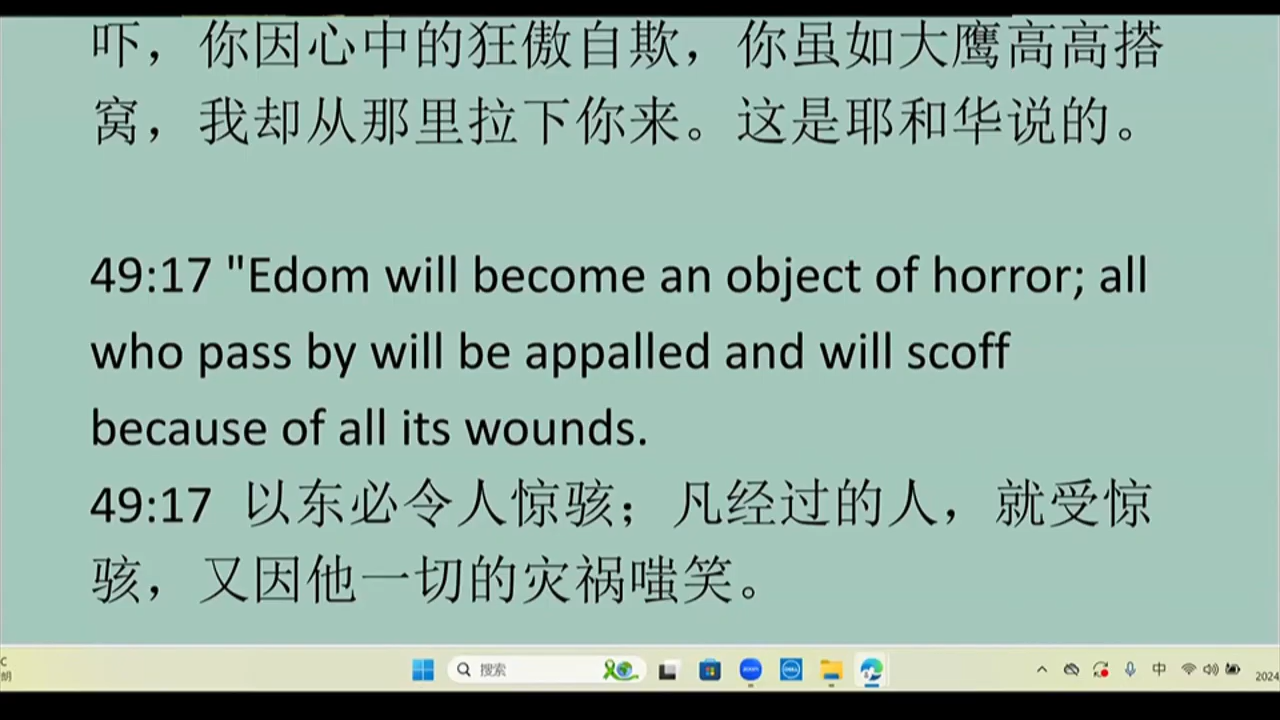 吓，你因心中的狂傲自欺，你虽如大鹰高高搭
窝，我却从那里拉下你来。这是耶和华说的。
49:17 "Edom will become an object of horror; all
who pass by will be appalled and will scoff
because of all its wounds.
49:17 以东必令人惊骇；凡经过的人，就受惊
骇，又因他一切的灾祸嗤笑。
C
搜索
zoom
DELL
中
2024